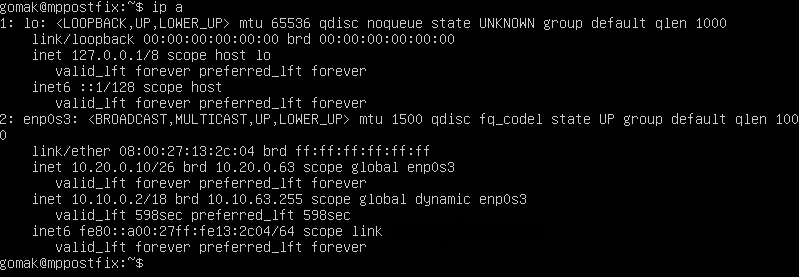 gomak@mppostfix:~$ ip a
1: lo: <LOOPBACK,UP,LOWER_UP> mtu 65536 qdisc noqueue state UNKNOWN group default qlen 1000
    link/loopback 00:00:00:00:00:00 brd 00:00:00:00:00:00
    inet 127.0.0.1/8 scope host lo
       valid_lft forever preferred_lft forever
    inet6 ::1/128 scope host
       valid_lft forever preferred_lft forever
2: enp0s3: <BROADCAST,MULTICAST,UP,LOWER_UP> mtu 1500 qdisc fq_codel state UP group default qlen 100
0
    link/ether 08:00:27:13:2c:04 brd ff:ff:ff:ff:ff:ff
    inet 10.20.0.10/26 brd 10.20.0.63 scope global enp0s3
       valid_lft forever preferred_lft forever
    inet 10.10.0.2/18 brd 10.10.63.255 scope global dynamic enp0s3
       valid_lft 598sec preferred_lft 598sec
    inet6 fe80::a00:27ff:fe13:2c04/64 scope link
       valid_lft forever preferred_lft forever
gomak@mppostfix:~$